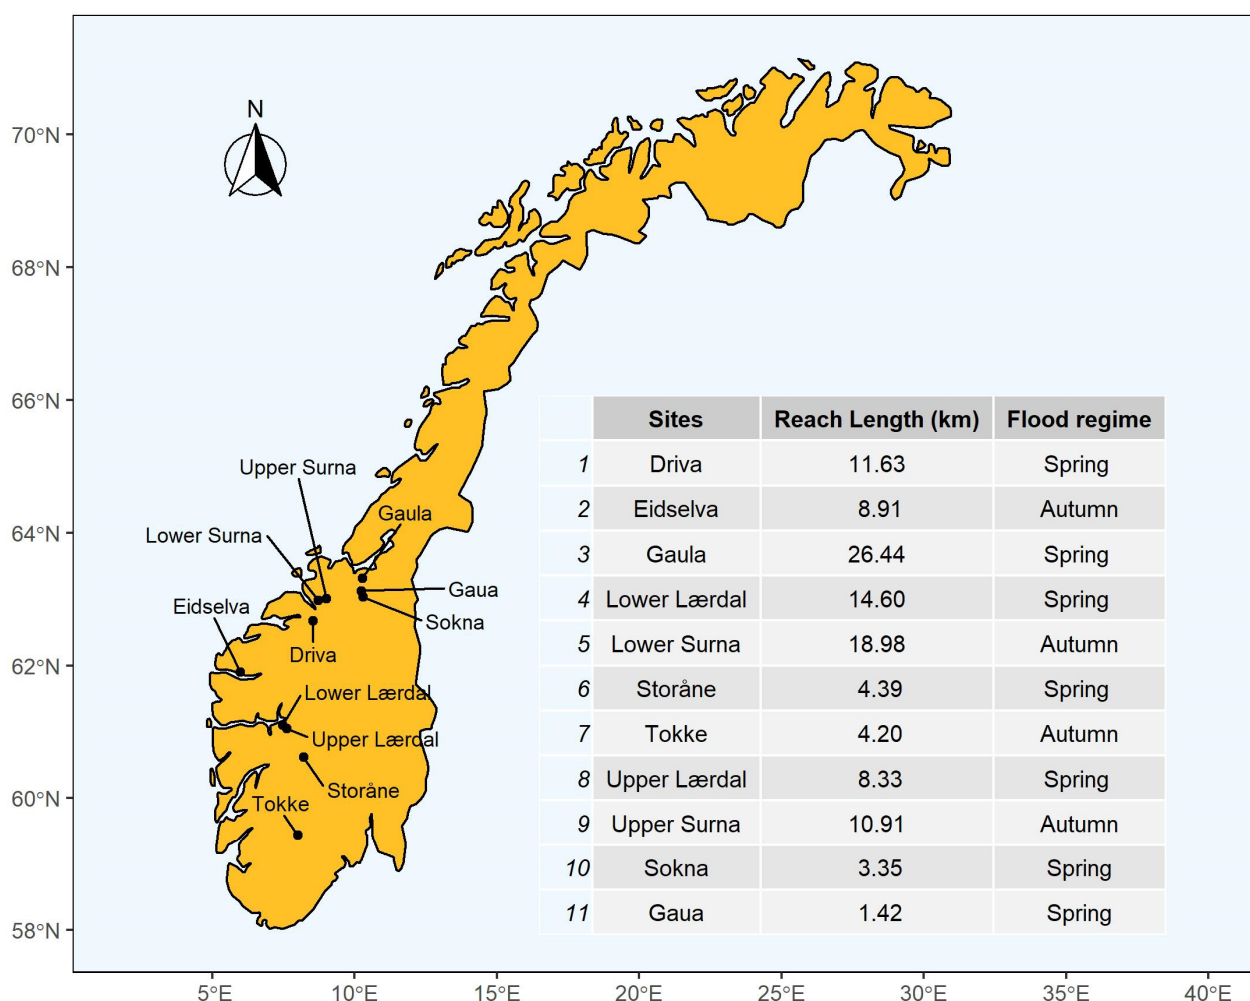 N
70°N
68°N
66°N
64°N
62°N
60°N
58°N
Upper Surna
Lower Surna
Gaula
Gaua
Sokna
Eidselva
Driva
Lower Lærdal
Upper Lærdal
Storåne
Tokke
Sites Reach Length (km) Flood regime
1 Driva 11.63 Spring
2 Eidselva 8.91 Autumn
3 Gaula 26.44 Spring
4 Lower Lærdal 14.60 Spring
5 Lower Surna 18.98 Autumn
6 Storåne 4.39 Spring
7 Tokke 4.20 Autumn
8 Upper Lærdal 8.33 Spring
9 Upper Surna 10.91 Autumn
10 Sokna 3.35 Spring
11 Gaua 1.42 Spring
5°E 10°E 15°E 20°E 25°E 30°E 35°E 40°E